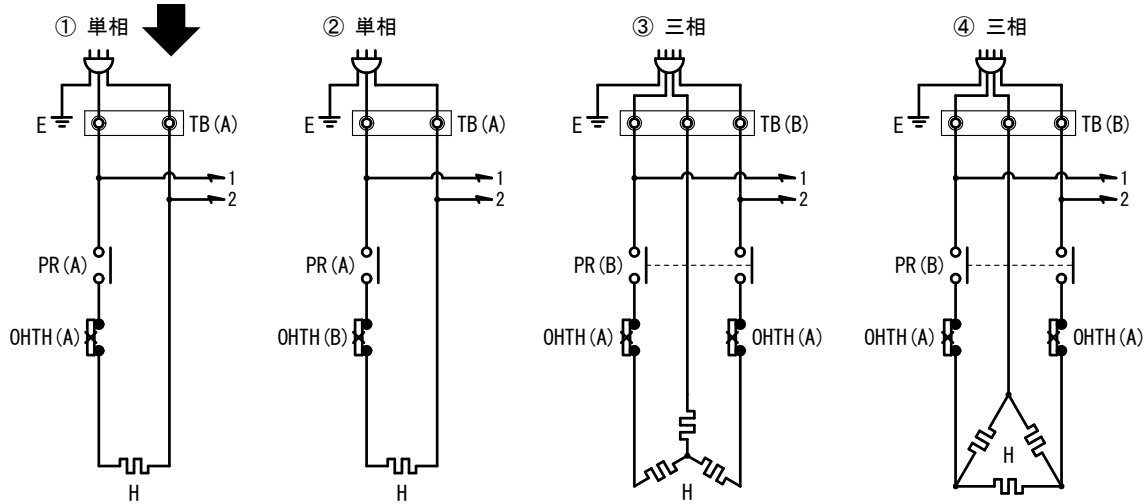 ① 単相
② 単相
③ 三相
④ 三相
E
TB(A)
E
TB(A)
E
TB(B)
E
TB(B)
1
2
1
2
1
2
1
2
PR(A)
PR(A)
PR(B)
PR(B)
OHTH(A)
OHTH(B)
OHTH(A)
OHTH(A)
OHTH(A)
OHTH(A)
H
H
H
H